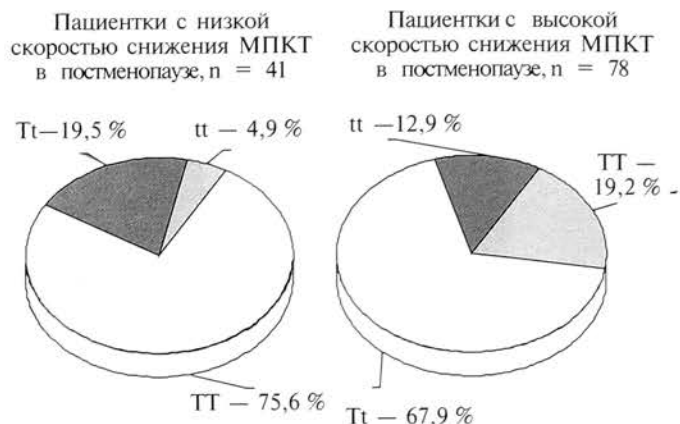 Пациентки с низкой
скоростью снижения МПКТ
в постменопаузе, n = 41
Пациентки с высокой
скоростью снижения МПКТ
в постменопаузе, n = 78
Tt—19,5 %
tt — 4,9 %
TT — 75,6 %
tt —12,9 %
TT —
19,2 %
Tt — 67,9 %